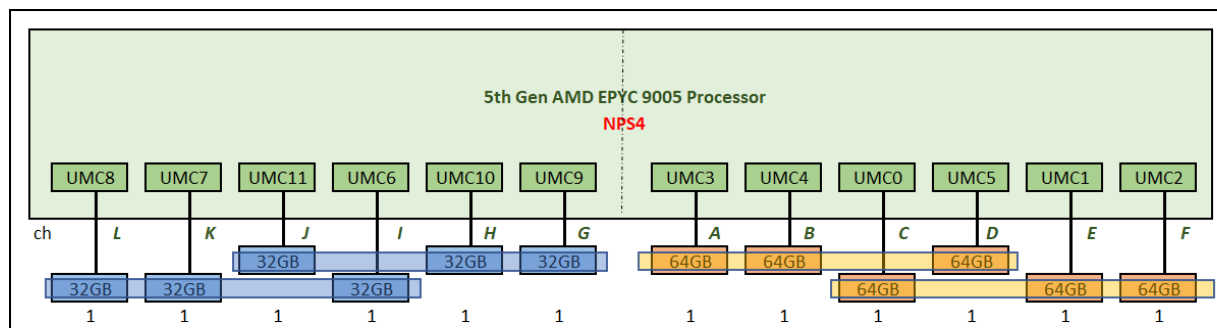 5th Gen AMD EPYC 9005 Processor
NPS4
UMC8 UMC7 UMC11 UMC6 UMC10 UMC9 UMC3 UMC4 UMC0 UMC5 UMC1 UMC2
ch L K J I H G A B C D E F
32GB 32GB 32GB 64GB 64GB 64GB
32GB 32GB 32GB 64GB 64GB 64GB
1 1 1 1 1 1 1 1 1 1 1 1